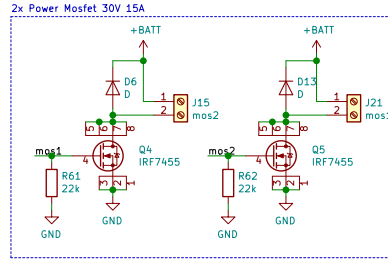 2x Power Mosfet 30V 15A
+BATT
+BATT
D6
D
D13
D
1
2
J15
mos2
1
2
J21
5
6
7
8
5
6
7
8
mos1
4
Q4
IRF7455
mos2
4
Q5
IRF7455
R61
22k
3
2
1
R62
22k
3
2
1
GND
GND
GND
GND